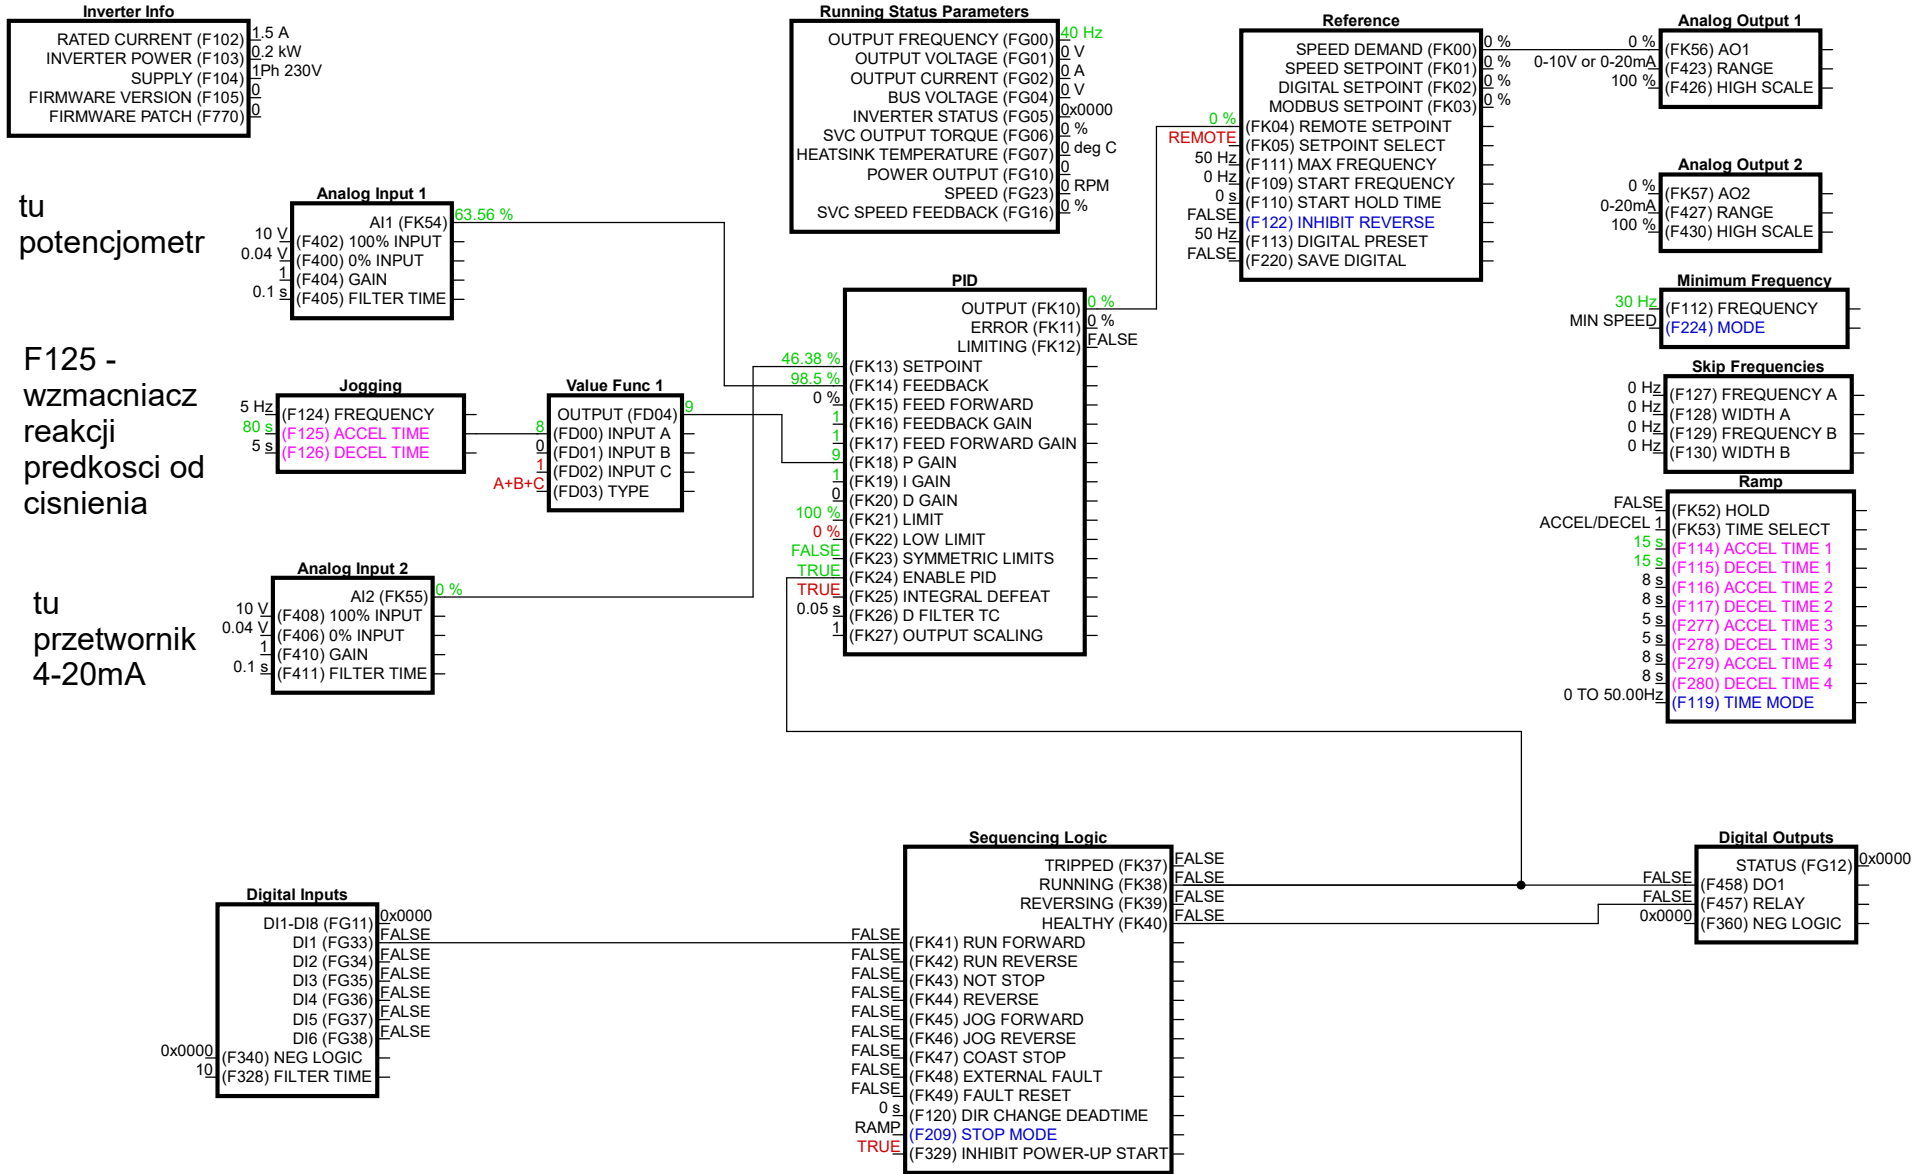 Inverter Info
RATED CURRENT (F102) 1.5 A
INVERTER POWER (F103) 0.2 kW
SUPPLY (F104) 1Ph 230V
FIRMWARE VERSION (F105) 0
FIRMWARE PATCH (F770) 0
Running Status Parameters
OUTPUT FREQUENCY (FG00) 40 Hz
OUTPUT VOLTAGE (FG01) 0 V
OUTPUT CURRENT (FG02) 0 A
BUS VOLTAGE (FG04) 0 V
INVERTER STATUS (FG05) 0x0000
SVC OUTPUT TORQUE (FG06) 0 %
HEATSINK TEMPERATURE (FG07) 0 deg C
POWER OUTPUT (FG10) 0
SPEED (FG23) 0 RPM
SVC SPEED FEEDBACK (FG16) 0 %
Reference
SPEED DEMAND (FK00) 0 %
SPEED SETPOINT (FK01) 0 %
DIGITAL SETPOINT (FK02) 0 %
MODBUS SETPOINT (FK03) 0 %
0 % (FK04) REMOTE SETPOINT
REMOTE (FK05) SETPOINT SELECT
50 Hz (F111) MAX FREQUENCY
0 Hz (F109) START FREQUENCY
0 s (F110) START HOLD TIME
FALSE (F122) INHIBIT REVERSE
50 Hz (F113) DIGITAL PRESET
FALSE (F220) SAVE DIGITAL
Analog Output 1
0 % (FK56) AO1
0-10V or 0-20mA (F423) RANGE
100 % (F426) HIGH SCALE
Analog Output 2
0 % (FK57) AO2
0-20mA (F427) RANGE
100 % (F430) HIGH SCALE
Minimum Frequency
30 Hz (F112) FREQUENCY
MIN SPEED (F224) MODE
Skip Frequencies
0 Hz (F127) FREQUENCY A
0 Hz (F128) WIDTH A
0 Hz (F129) FREQUENCY B
0 Hz (F130) WIDTH B
Ramp
FALSE (FK52) HOLD
ACCEL/DECEL 1 (FK53) TIME SELECT
15 s (F114) ACCEL TIME 1
15 s (F115) DECEL TIME 1
8 s (F116) ACCEL TIME 2
8 s (F117) DECEL TIME 2
5 s (F277) ACCEL TIME 3
5 s (F278) DECEL TIME 3
8 s (F279) ACCEL TIME 4
8 s (F280) DECEL TIME 4
0 TO 50.00Hz (F119) TIME MODE
tu
potencjometr
Analog Input 1
AI1 (FK54) 63.56 %
10 V (F402) 100% INPUT
0.04 V (F400) 0% INPUT
1 (F404) GAIN
0.1 s (F405) FILTER TIME
F125 -
wzmacniacz
reakcji
predkosci od
cisnienia
Jogging
5 Hz (F124) FREQUENCY
80 s (F125) ACCEL TIME
5 s (F126) DECEL TIME
Value Func 1
OUTPUT (FD04) 9
8 (FD00) INPUT A
0 (FD01) INPUT B
1 (FD02) INPUT C
A+B+C (FD03) TYPE
PID
OUTPUT (FK10) 0 %
ERROR (FK11) 0 %
LIMITING (FK12) FALSE
46.38 % (FK13) SETPOINT
98.5 % (FK14) FEEDBACK
0 % (FK15) FEED FORWARD
1 (FK16) FEEDBACK GAIN
1 (FK17) FEED FORWARD GAIN
9 (FK18) P GAIN
1 (FK19) I GAIN
0 (FK20) D GAIN
100 % (FK21) LIMIT
0 % (FK22) LOW LIMIT
FALSE (FK23) SYMMETRIC LIMITS
TRUE (FK24) ENABLE PID
TRUE (FK25) INTEGRAL DEFEAT
0.05 s (FK26) D FILTER TC
1 (FK27) OUTPUT SCALING
tu
przetwornik
4-20mA
Analog Input 2
AI2 (FK55) 0 %
10 V (F408) 100% INPUT
0.04 V (F406) 0% INPUT
1 (F410) GAIN
0.1 s (F411) FILTER TIME
Digital Inputs
DI1-DI8 (FG11) 0x0000
DI1 (FG33) FALSE
DI2 (FG34) FALSE
DI3 (FG35) FALSE
DI4 (FG36) FALSE
DI5 (FG37) FALSE
DI6 (FG38) FALSE
0x0000 (F340) NEG LOGIC
10 (F328) FILTER TIME
Sequencing Logic
TRIPPED (FK37) FALSE
RUNNING (FK38) FALSE
REVERSING (FK39) FALSE
HEALTHY (FK40) FALSE
FALSE (FK41) RUN FORWARD
FALSE (FK42) RUN REVERSE
FALSE (FK43) NOT STOP
FALSE (FK44) REVERSE
FALSE (FK45) JOG FORWARD
FALSE (FK46) JOG REVERSE
FALSE (FK47) COAST STOP
FALSE (FK48) EXTERNAL FAULT
FALSE (FK49) FAULT RESET
0 s (F120) DIR CHANGE DEADTIME
RAMP (F209) STOP MODE
TRUE (F329) INHIBIT POWER-UP START
Digital Outputs
STATUS (FG12) 0x0000
FALSE (F458) DO1
FALSE (F457) RELAY
0x0000 (F360) NEG LOGIC